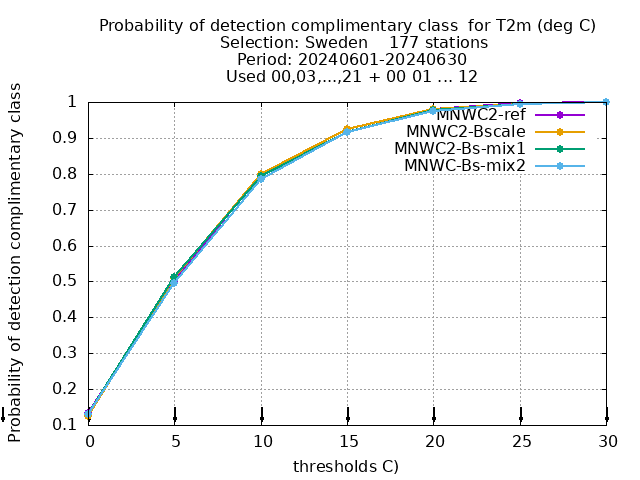 Probability of detection complimentary class  for T2m (deg C)
Selection: Sweden    177 stations
Period: 20240601-20240630
Used 00,03,...,21 + 00 01 ... 12
Probability of detection complimentary class
1
0.9
0.8
0.7
0.6
0.5
0.4
0.3
0.2
0.1
MNWC2-ref
MNWC2-Bscale
MNWC2-Bs-mix1
MNWC-Bs-mix2
0 5 10 15 20 25 30
thresholds C)